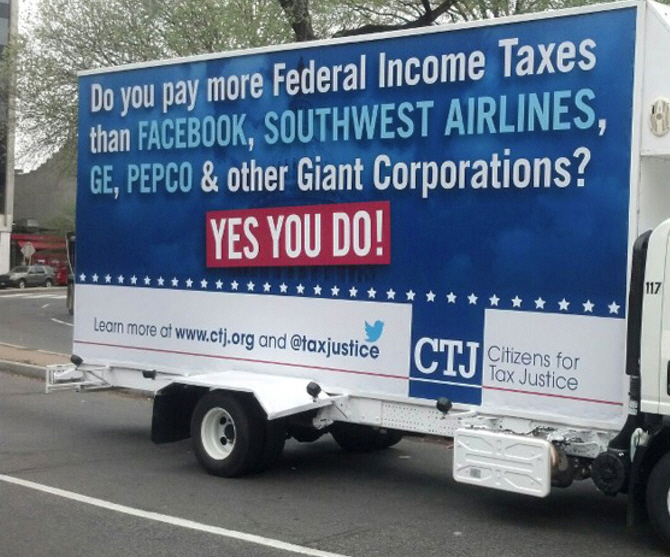 Do you pay more Federal Income Taxes
than FACEBOOK, SOUTHWEST AIRLINES,
GE, PEPCO & other Giant Corporations?
YES YOU DO!
Learn more at www.ctj.org and @taxjustice
CTJ
Citizens for
Tax Justice
117